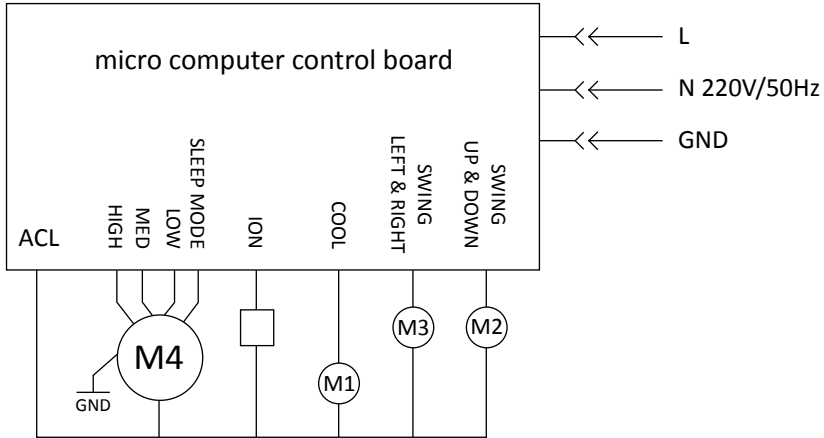 micro computer control board
L
N 220V/50Hz
GND
ACL
HIGH
MED
LOW
SLEEP MODE
ION
COOL
SWING
LEFT & RIGHT
SWING
UP & DOWN
M4
GND
M1
M3
M2